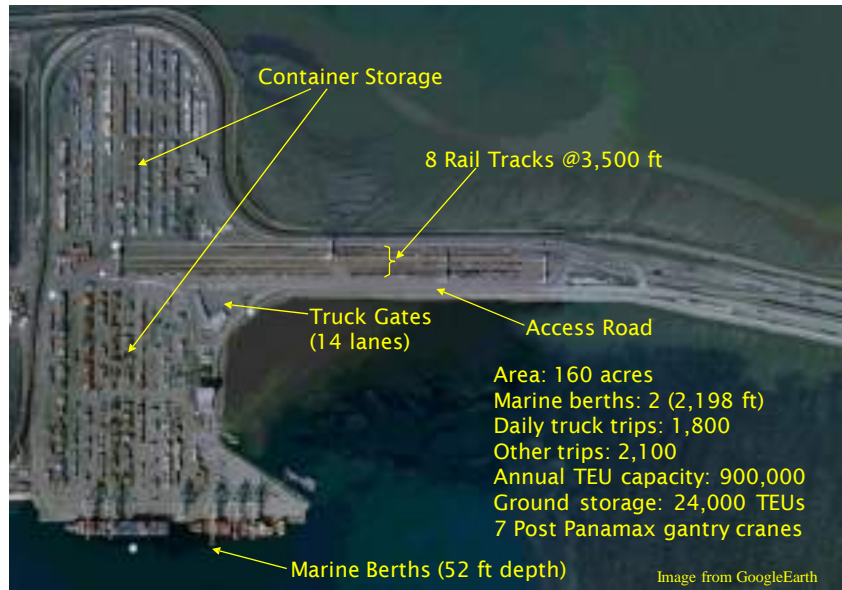 Container Storage
8 Rail Tracks @3,500 ft
Truck Gates
(14 lanes)
Access Road
Area: 160 acres
Marine berths: 2 (2,198 ft)
Daily truck trips: 1,800
Other trips: 2,100
Annual TEU capacity: 900,000
Ground storage: 24,000 TEUs
7 Post Panamax gantry cranes
Marine Berths (52 ft depth)
Image from GoogleEarth